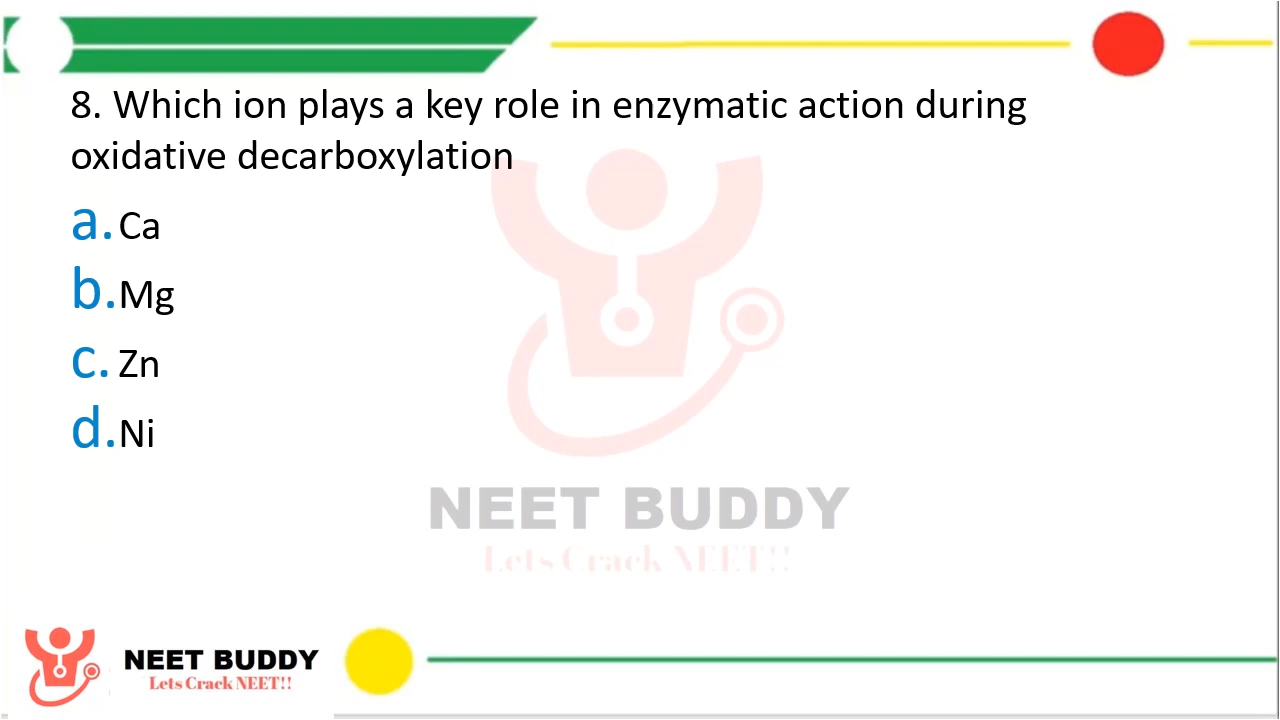 8. Which ion plays a key role in enzymatic action during
oxidative decarboxylation
a. Ca
b. Mg
c. Zn
d. Ni
NEET BUDDY
Lets Crack NEET!!
NEET BUDDY
Lets Crack NEET!!